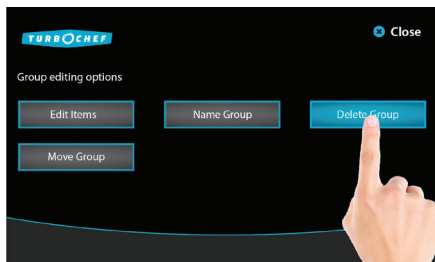 TURBOCHEF
Close
Group editing options
Edit Items
Name Group
Delete Group
Move Group